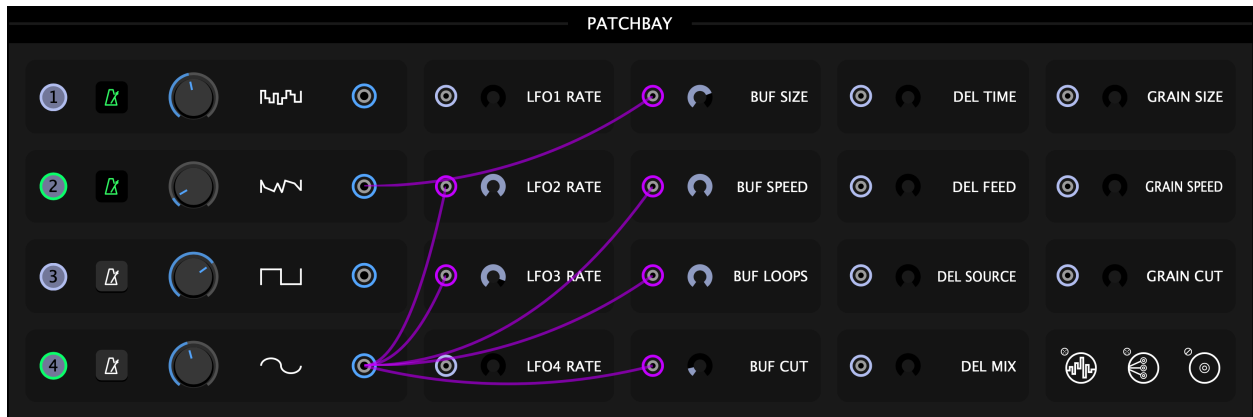 PATCHBAY
1 LFO1 RATE BUF SIZE DEL TIME GRAIN SIZE
2 LFO2 RATE BUF SPEED DEL FEED GRAIN SPEED
3 LFO3 RATE BUF LOOPS DEL SOURCE GRAIN CUT
4 LFO4 RATE BUF CUT DEL MIX